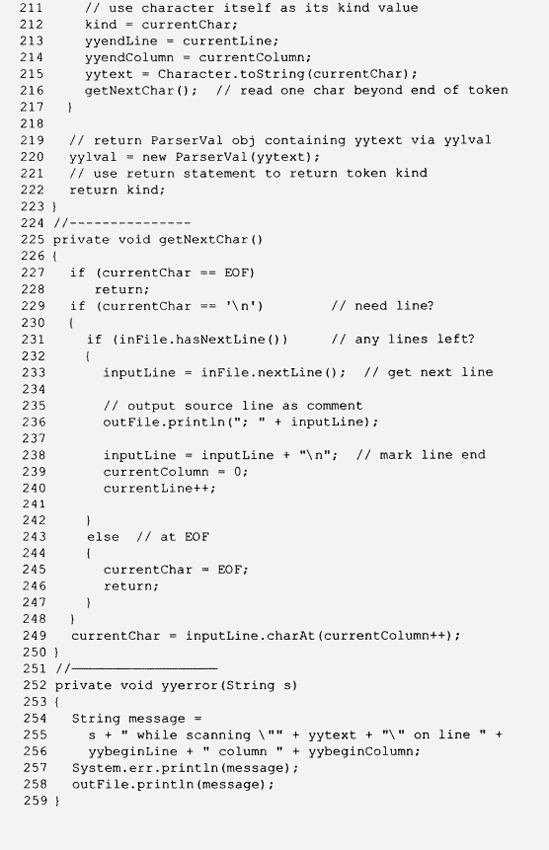 211     // use character itself as its kind value
212     kind = currentChar;
213     yyendLine = currentLine;
214     yyendColumn = currentColumn;
215     yytext = Character.toString(currentChar);
216     getNextChar();  // read one char beyond end of token
217   }
218
219   // return ParserVal obj containing yytext via yylval
220   yylval = new ParserVal(yytext);
221   // use return statement to return token kind
222   return kind;
223 }
224 //---------------
225 private void getNextChar()
226 {
227   if (currentChar == EOF)
228      return;
229   if (currentChar == '\n')        // need line?
230   {
231     if (inFile.hasNextLine())     // any lines left?
232     {
233       inputLine = inFile.nextLine();  // get next line
234
235       // output source line as comment
236       outFile.println("; " + inputLine);
237
238       inputLine = inputLine + "\n";  // mark line end
239       currentColumn = 0;
240       currentLine++;
241
242     }
243     else  // at EOF
244     {
245       currentChar = EOF;
246       return;
247     }
248   }
249   currentChar = inputLine.charAt(currentColumn++);
250 }
251 //——————————————————
252 private void yyerror(String s)
253 {
254   String message =
255     s + " while scanning \"" + yytext + "\" on line " +
256     yybeginLine + " column " + yybeginColumn;
257   System.err.println(message);
258   outFile.println(message);
259 }